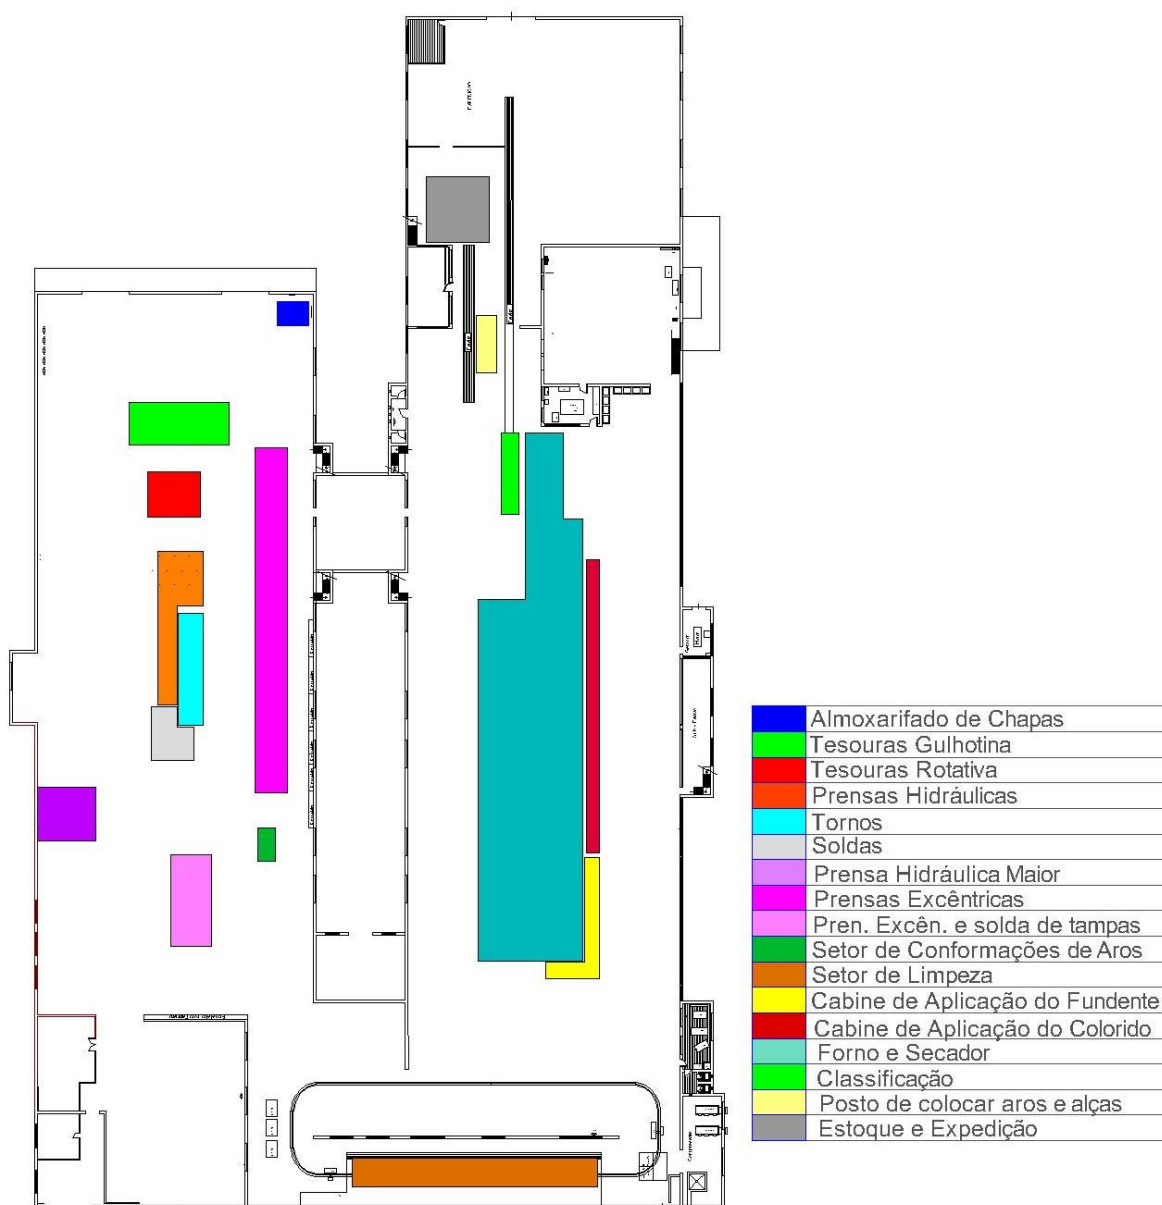 Almoxarifado de Chapas
Tesouras Gulhotina
Tesouras Rotativa
Prensas Hidráulicas
Tornos
Soldas
Prensa Hidráulica Maior
Prensas Excêntricas
Pren. Excên. e solda de tampas
Setor de Conformações de Aros
Setor de Limpeza
Cabine de Aplicação do Fundente
Cabine de Aplicação do Colorido
Forno e Secador
Classificação
Posto de colocar aros e alças
Estoque e Expedição